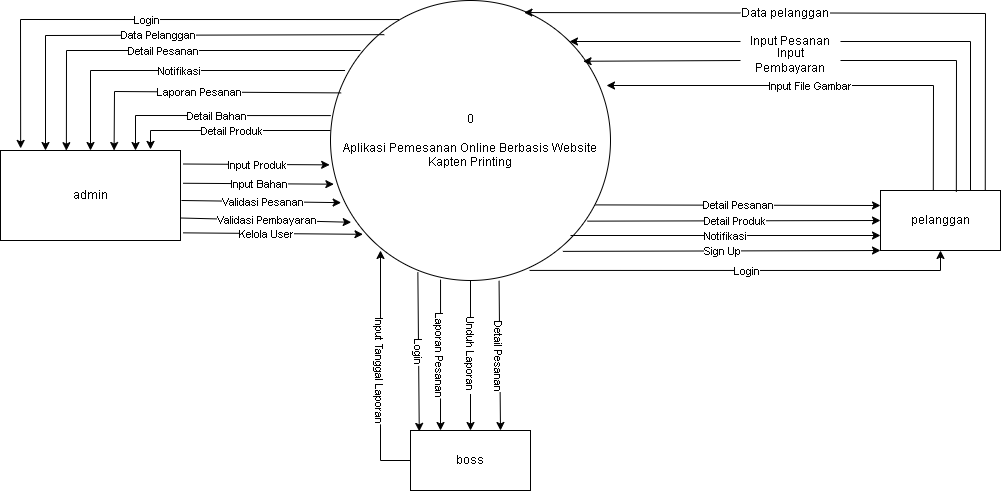 Login
Data Pelanggan
Detail Pesanan
Notifikasi
Laporan Pesanan
Detail Bahan
Detail Produk
admin
Input Produk
Input Bahan
Validasi Pesanan
Validasi Pembayaran
Kelola User
0
Aplikasi Pemesanan Online Berbasis Website
Kapten Printing
Data pelanggan
Input Pesanan
Input
Pembayaran
Input File Gambar
pelanggan
Detail Pesanan
Detail Produk
Notifikasi
Sign Up
Login
Input Tanggal Laporan
Login
Laporan Pesanan
Unduh Laporan
Detail Pesanan
boss